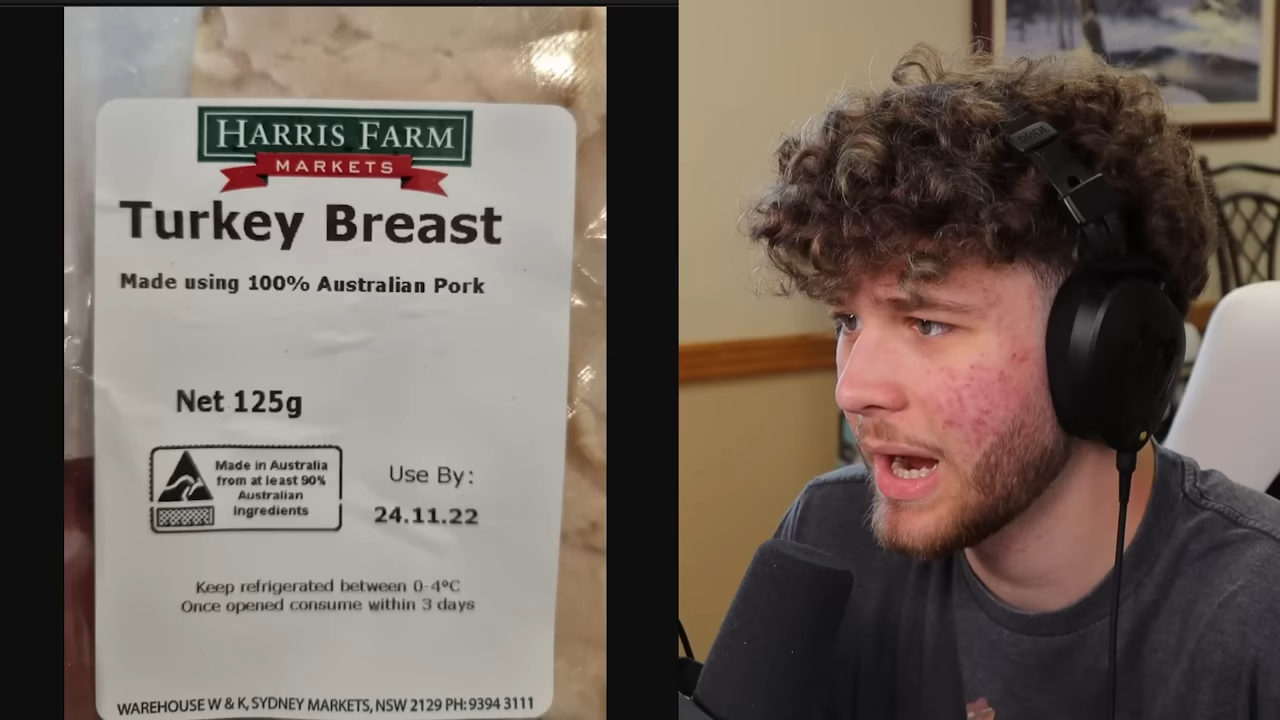 HARRIS FARM
MARKETS
Turkey Breast
Made using 100% Australian Pork
Net 125g
Made in Australia
from at least 90%
Australian
Ingredients
Use By:
24.11.22
Keep refrigerated between 0-4°C
Once opened consume within 3 days
WAREHOUSE W & K, SYDNEY MARKETS, NSW 2129 PH: 9394 3111